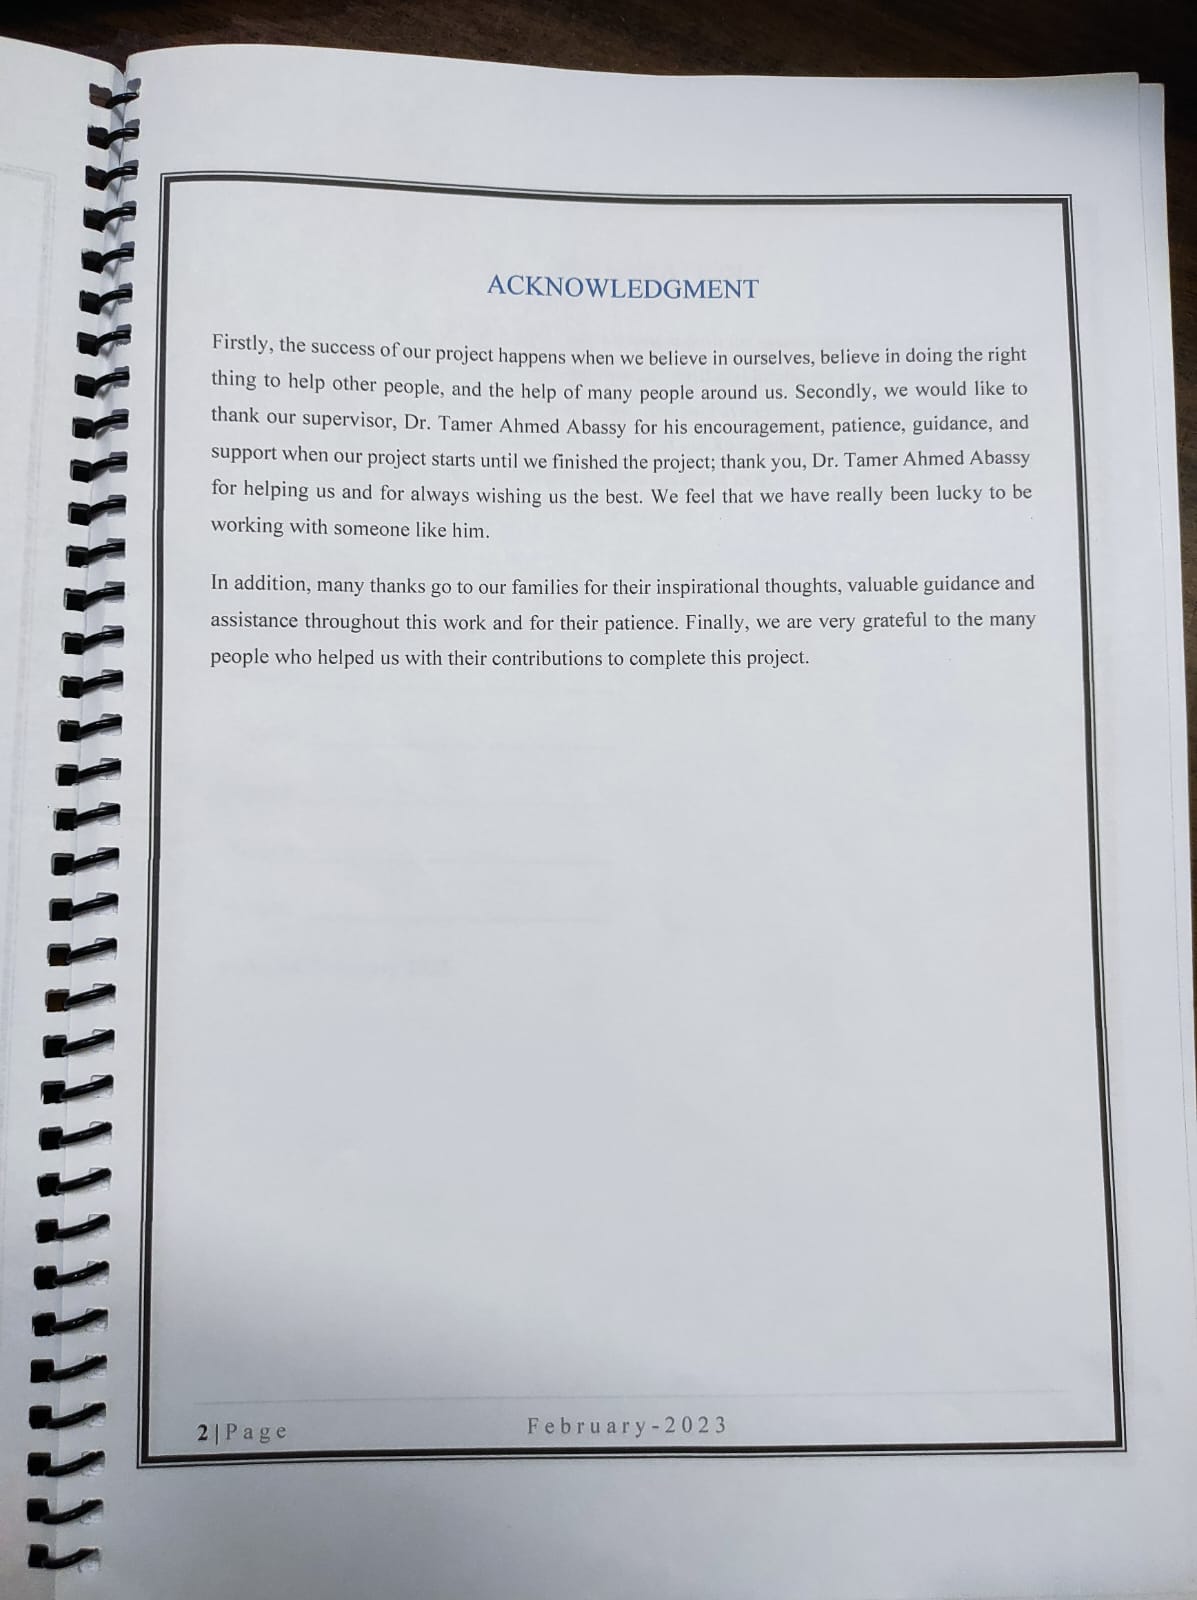 ACKNOWLEDGMENT
Firstly, the success of our project happens when we believe in ourselves, believe in doing the right
thing to help other people, and the help of many people around us. Secondly, we would like to
thank our supervisor, Dr. Tamer Ahmed Abassy for his encouragement, patience, guidance, and
support when our project starts until we finished the project; thank you, Dr. Tamer Ahmed Abassy
for helping us and for always wishing us the best. We feel that we have really been lucky to be
working with someone like him.
In addition, many thanks go to our families for their inspirational thoughts, valuable guidance and
assistance throughout this work and for their patience. Finally, we are very grateful to the many
people who helped us with their contributions to complete this project.
2|Page February-2023